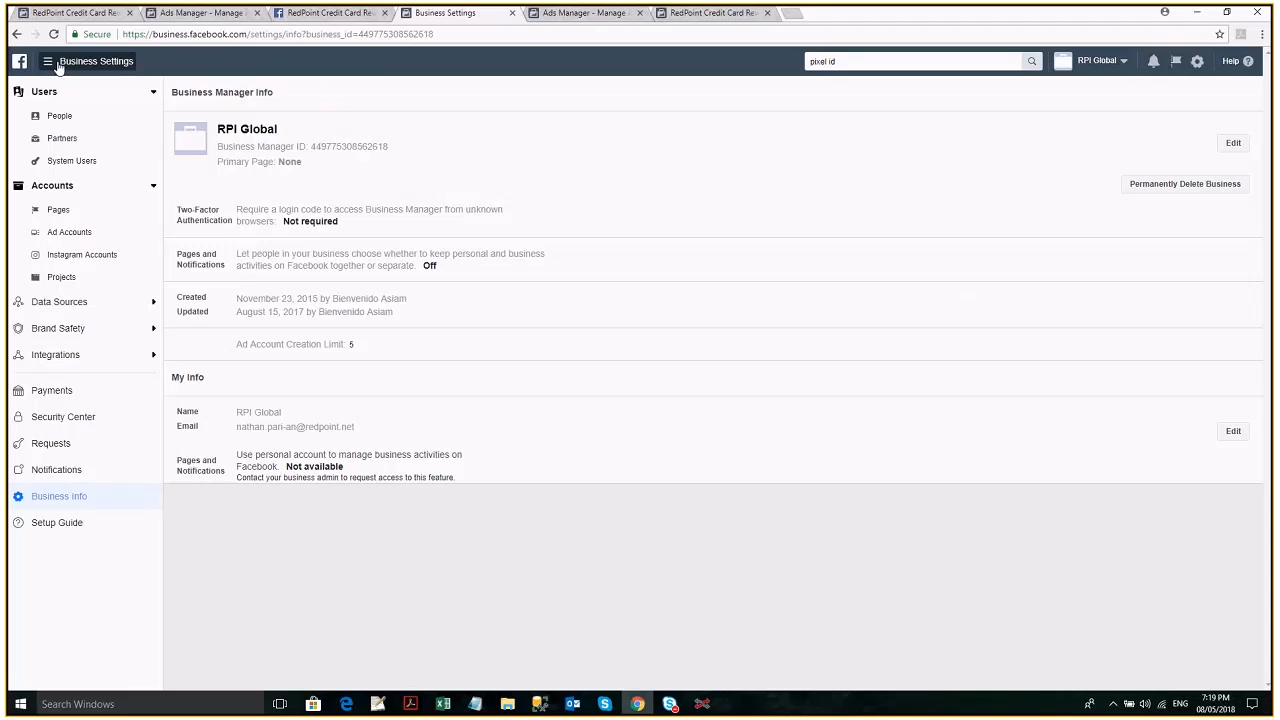 RedPoint Credit Card Rew
Ads Manager - Manage A
RedPoint Credit Card Rew
Business Settings
Ads Manager - Manage Ad
RedPoint Credit Card Rew
Secure https://business.facebook.com/settings/info?business_id=449775308562618
Business Settings
pixel id
RPI Global
Help
Users
People
Partners
System Users
Accounts
Pages
Ad Accounts
Instagram Accounts
Projects
Data Sources
Brand Safety
Integrations
Payments
Security Center
Requests
Notifications
Business Info
Setup Guide
Business Manager Info
RPI Global
Business Manager ID: 449775308562618
Primary Page: None
Edit
Permanently Delete Business
Two-Factor
Authentication
Require a login code to access Business Manager from unknown
browsers: Not required
Pages and
Notifications
Let people in your business choose whether to keep personal and business
activities on Facebook together or separate. Off
Created November 23, 2015 by Bienvenido Asiam
Updated August 15, 2017 by Bienvenido Asiam
Ad Account Creation Limit: 5
My Info
Name RPI Global
Email nathan.pari-an@redpoint.net
Edit
Pages and
Notifications
Use personal account to manage business activities on
Facebook. Not available
Contact your business admin to request access to this feature.
Search Windows
ENG
7:19 PM
08/05/2018